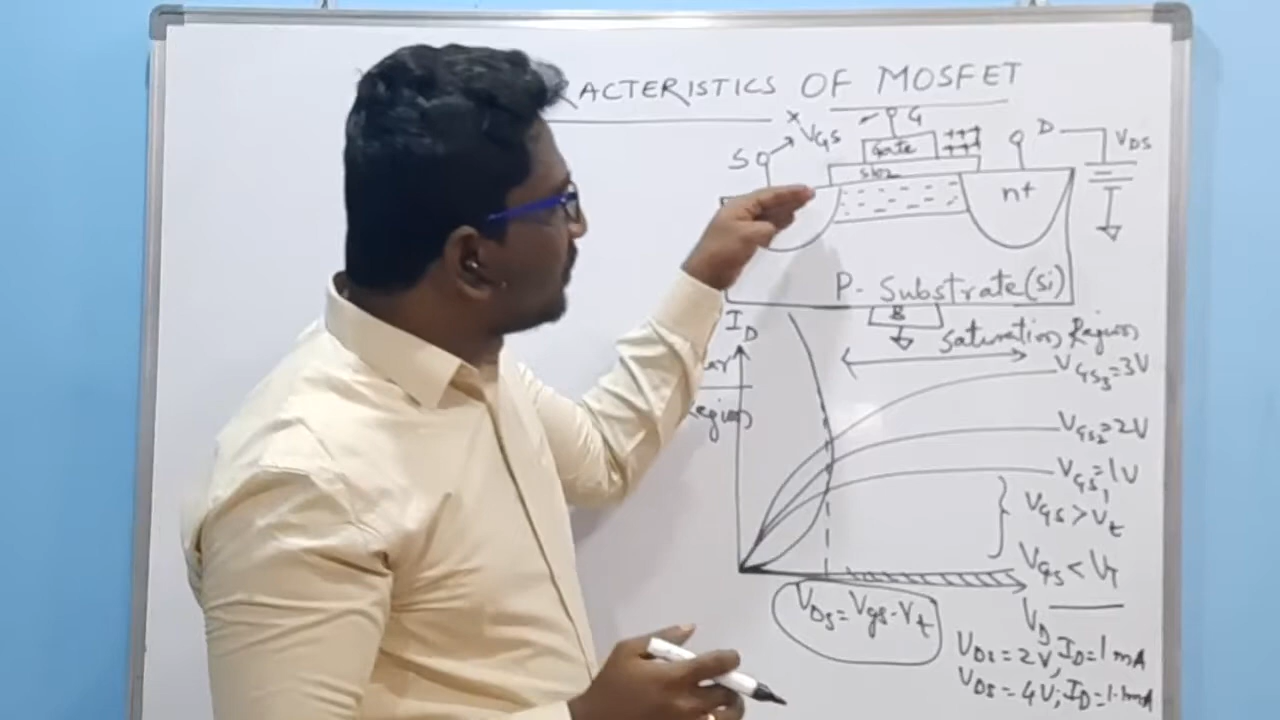 RACTERISTICS OF MOSFET
G
S
VGS
Gate
+++
+++
D
VDS
SiO2
n+
P- Substrate (Si)
B
ID
Saturation Region
ar
Region
VGS3=3V
VGS2=2V
VGS1=1V
VGS>Vt
VGS<VT
VDS=Vgs-Vt
VD
VDS=2V, ID=1mA
VDS=4V; ID=1.1mA